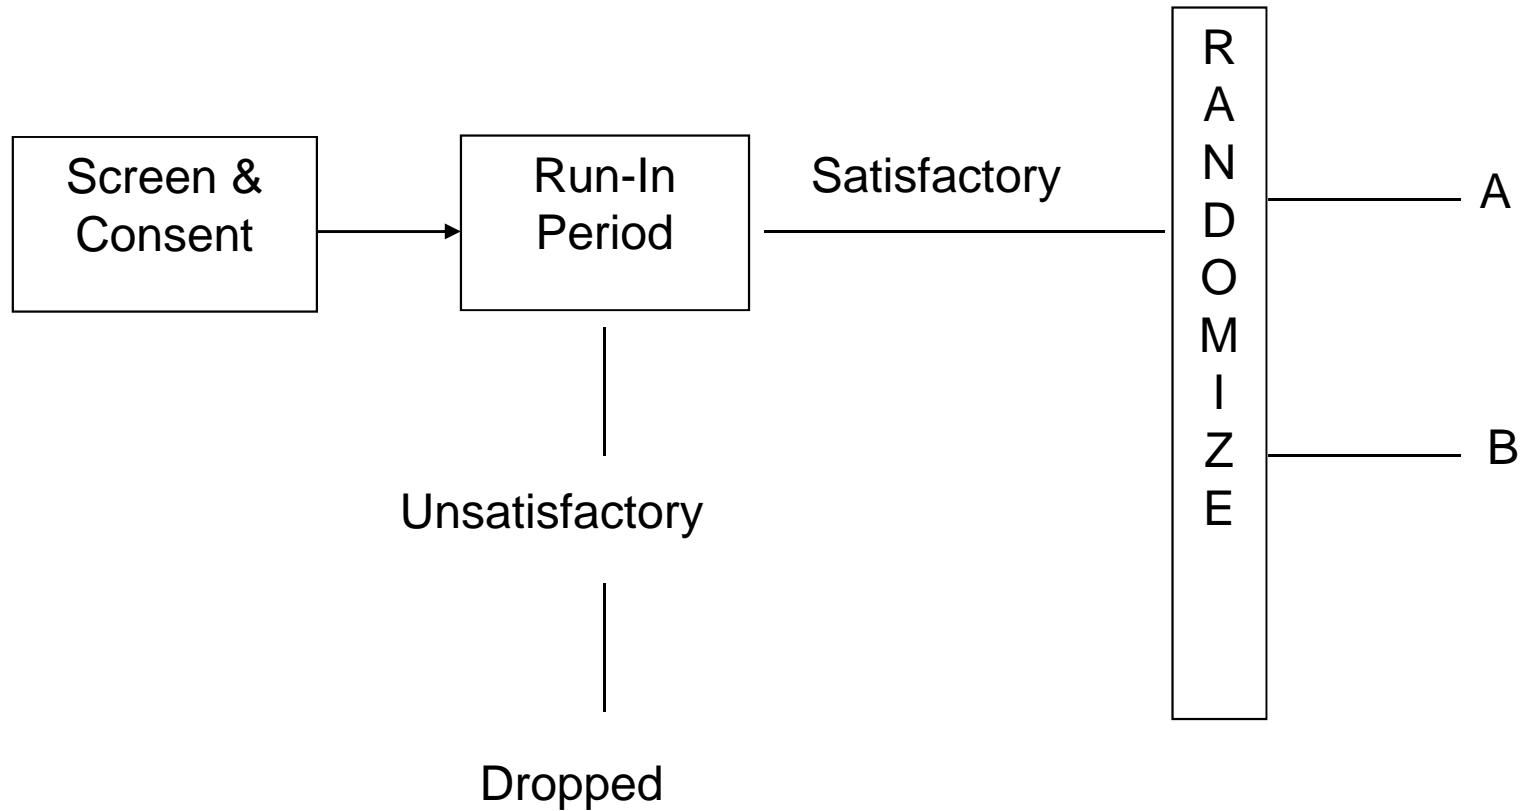 Screen &
Consent
Run-In
Period
Satisfactory
Unsatisfactory
Dropped
R
A
N
D
O
M
I
Z
E
A
B